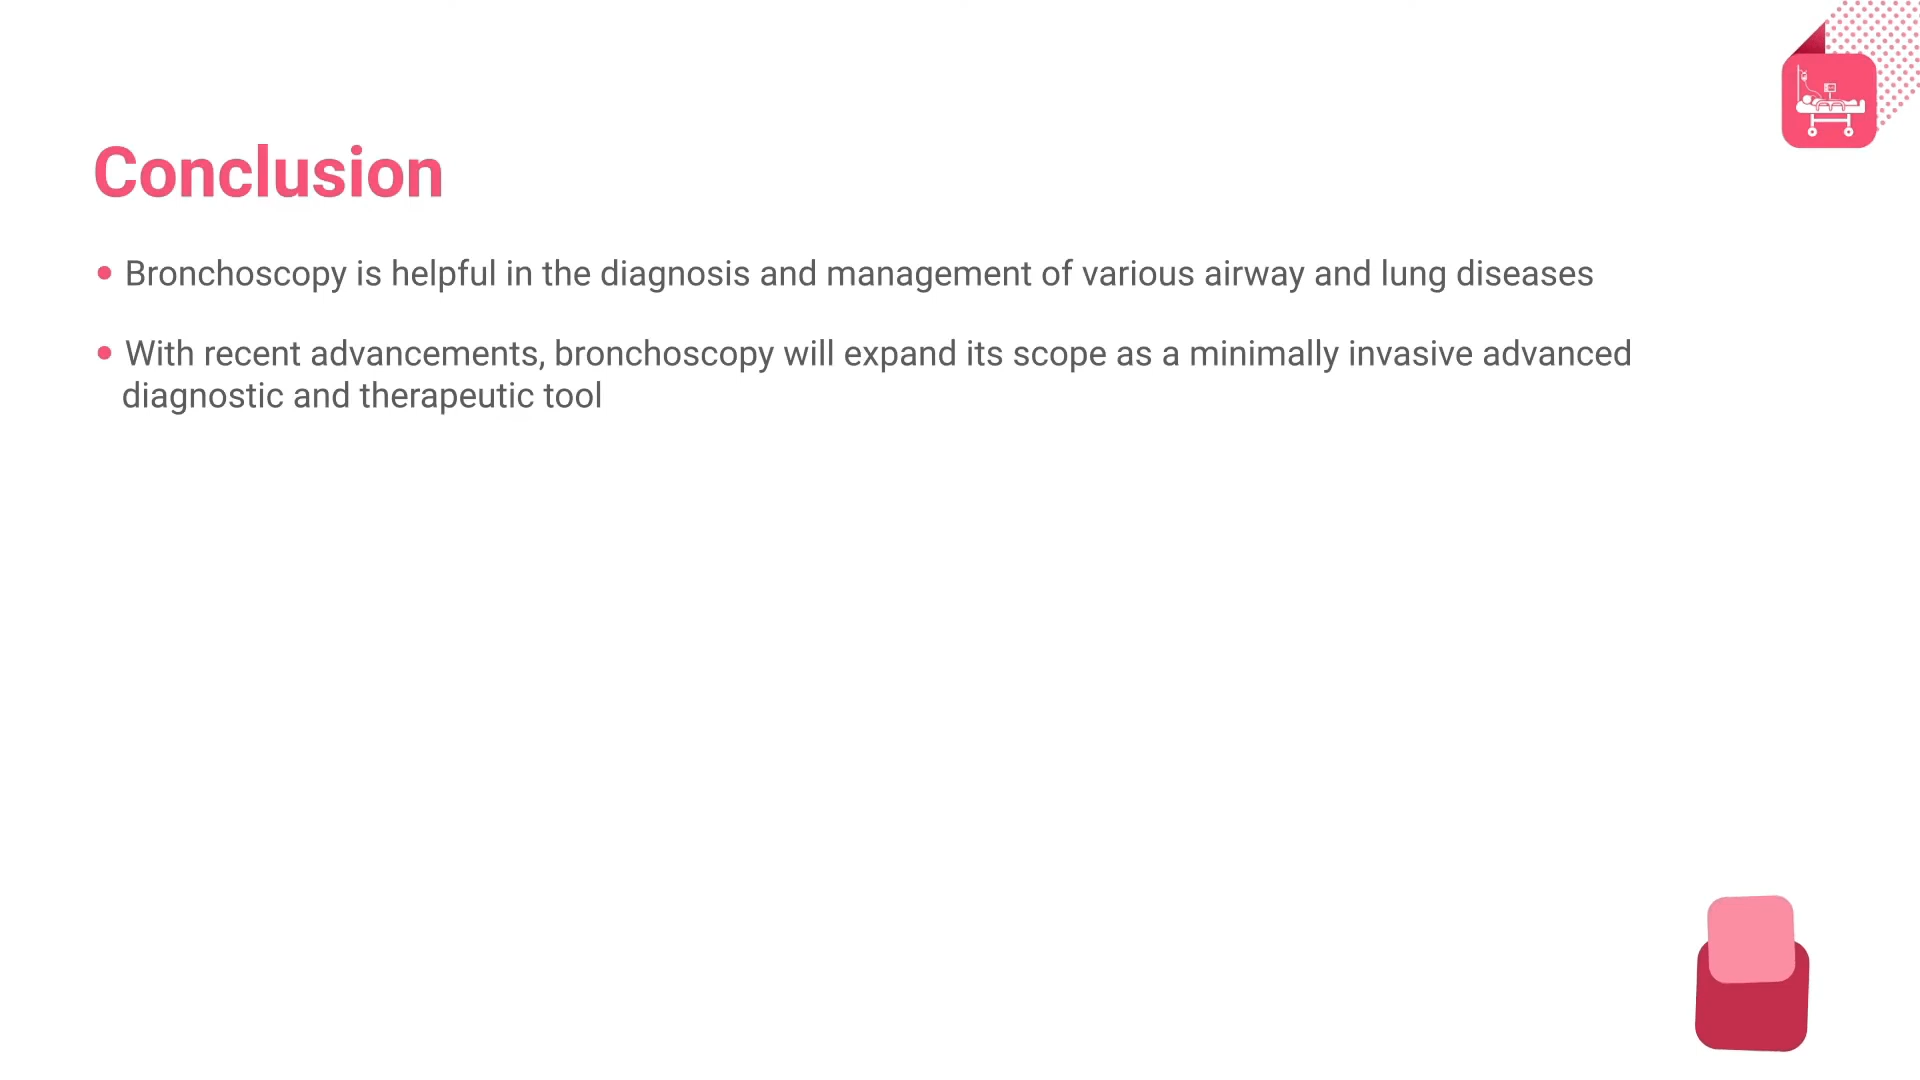 Conclusion
• Bronchoscopy is helpful in the diagnosis and management of various airway and lung diseases
• With recent advancements, bronchoscopy will expand its scope as a minimally invasive advanced
diagnostic and therapeutic tool